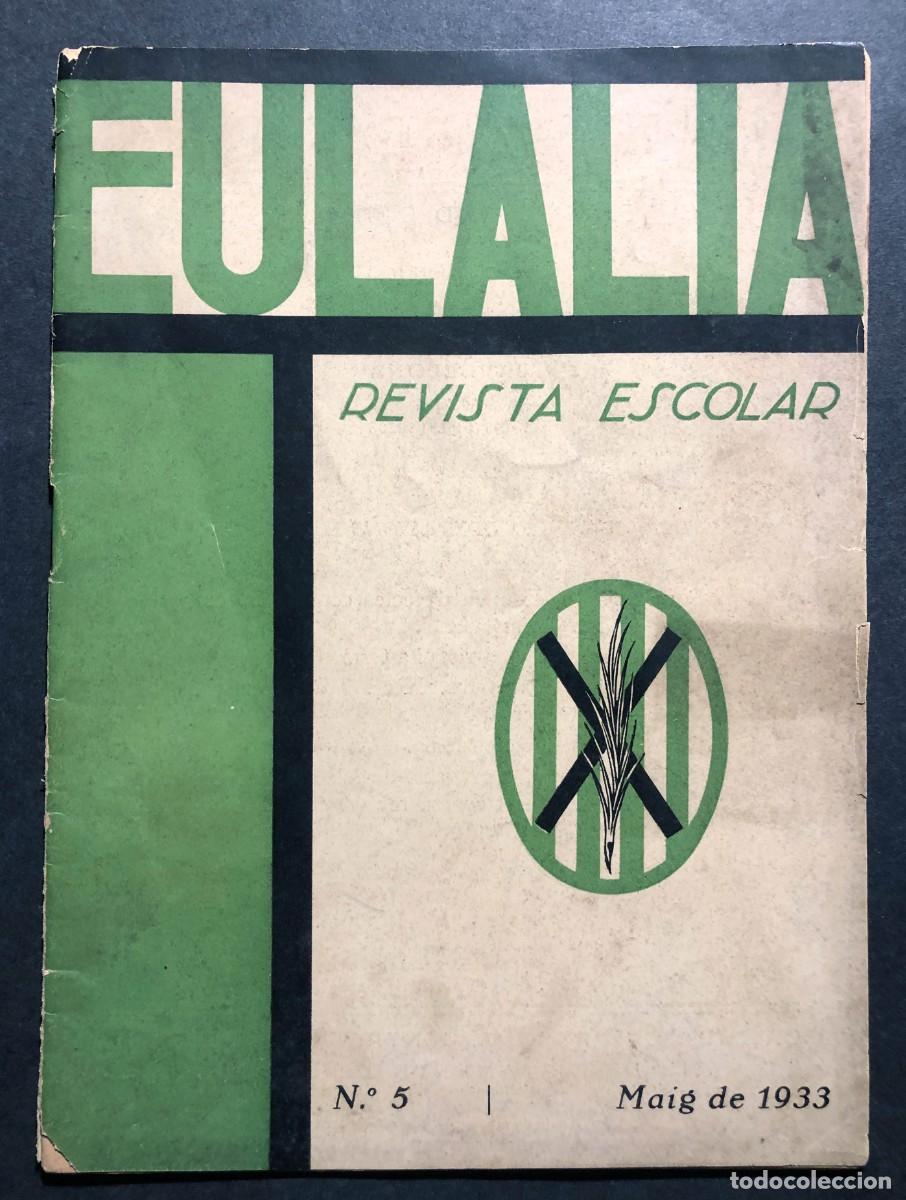 EULALIA
REVISTA ESCOLAR
N.º 5 | Maig de 1933
todocoleccion